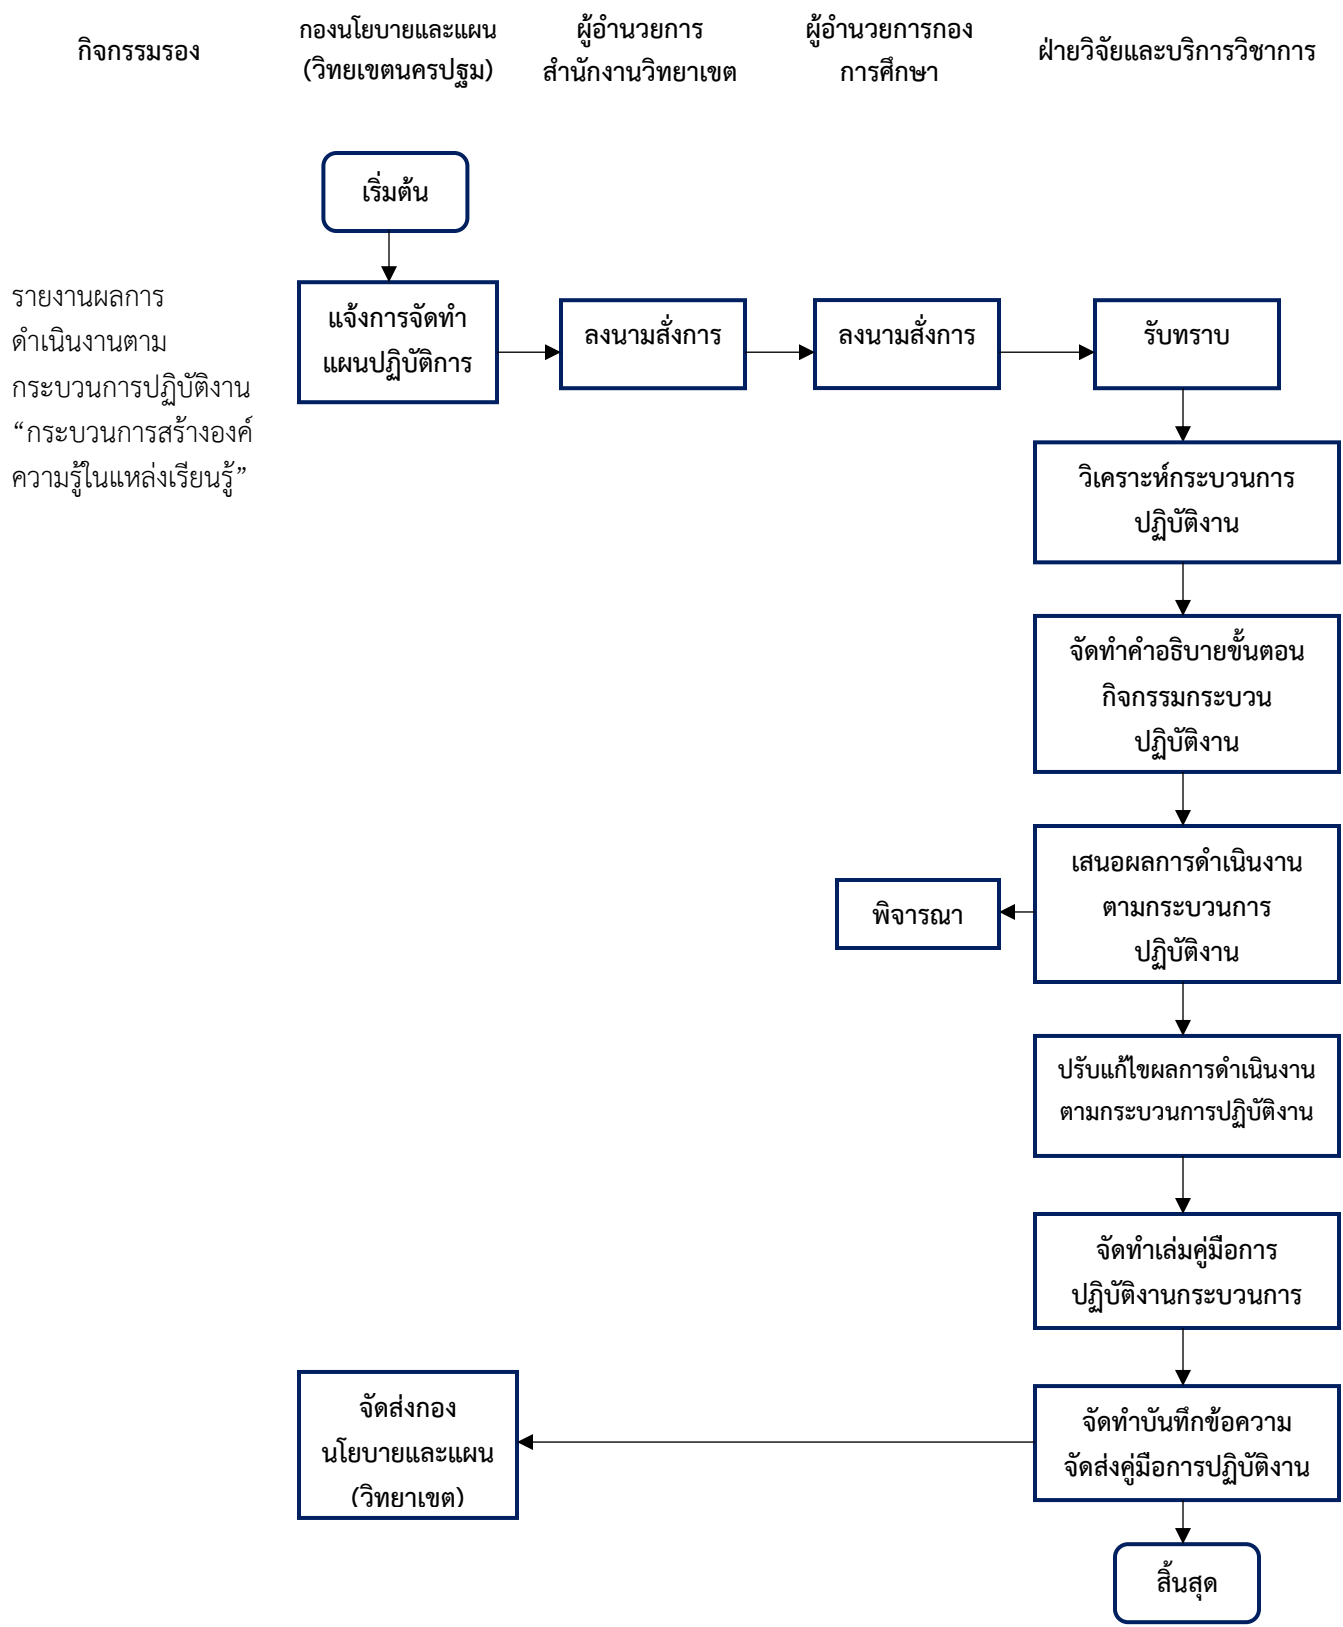 กิจกรรมรอง
กองนโยบายและแผน
(วิทยเขตนครปฐม)
ผู้อำนวยการ
สำนักงานวิทยาเขต
ผู้อำนวยการกอง
การศึกษา
ฝ่ายวิจัยและบริการวิชาการ
เริ่มต้น
รายงานผลการ
ดำเนินงานตาม
กระบวนการปฏิบัติงาน
“กระบวนการสร้างองค์
ความรู้ในแหล่งเรียนรู้”
แจ้งการจัดทำ
แผนปฏิบัติการ
ลงนามสั่งการ
ลงนามสั่งการ
รับทราบ
วิเคราะห์กระบวนการ
ปฏิบัติงาน
จัดทำคำอธิบายขั้นตอน
กิจกรรมกระบวน
ปฏิบัติงาน
เสนอผลการดำเนินงาน
ตามกระบวนการ
ปฏิบัติงาน
พิจารณา
ปรับแก้ไขผลการดำเนินงาน
ตามกระบวนการปฏิบัติงาน
จัดทำเล่มคู่มือการ
ปฏิบัติงานกระบวนการ
จัดทำบันทึกข้อความ
จัดส่งคู่มือการปฏิบัติงาน
จัดส่งกอง
นโยบายและแผน
(วิทยาเขต)
สิ้นสุด